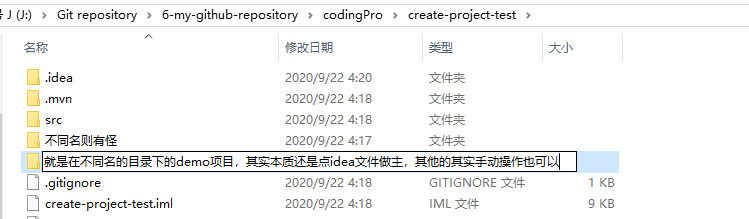 J (J:) > Git repository > 6-my-github-repository > codingPro > create-project-test >
名称 修改日期 类型 大小
.idea 2020/9/22 4:20 文件夹
.mvn 2020/9/22 4:18 文件夹
src 2020/9/22 4:18 文件夹
不同名则有怪 2020/9/22 4:17 文件夹
就是在不同名的目录下的demo项目，其实本质还是点idea文件做主，其他的其实手动操作也可以
.gitignore 2020/9/22 4:18 GITIGNORE 文件 1 KB
create-project-test.iml 2020/9/22 4:18 IML 文件 9 KB